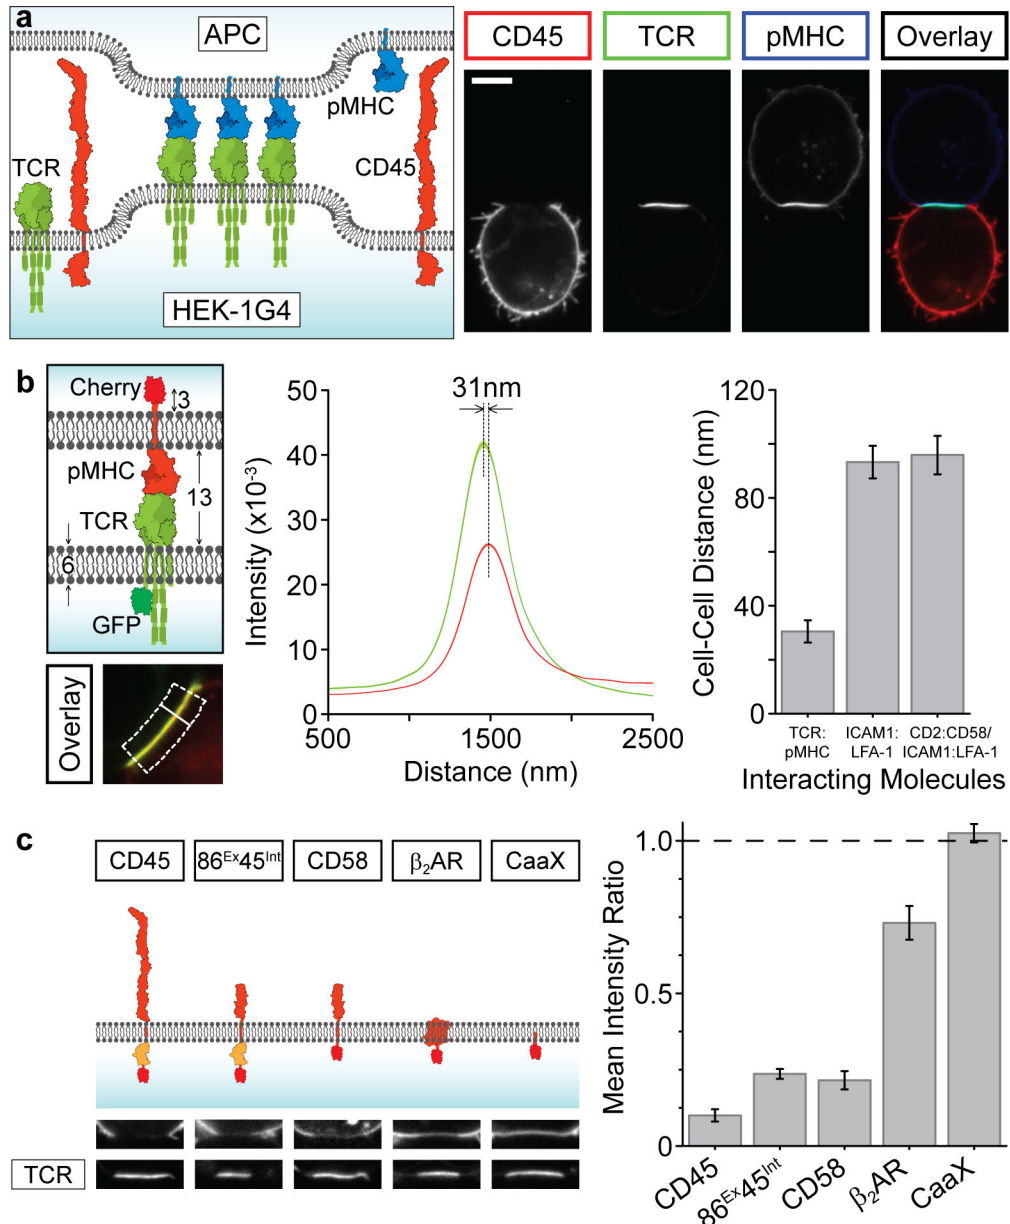 a
APC
pMHC
TCR
CD45
HEK-1G4
CD45
TCR
pMHC
Overlay
b
Cherry
3
pMHC
13
TCR
6
GFP
Overlay
31nm
Intensity (x10⁻³)
50
40
30
20
10
0
500
1500
2500
Distance (nm)
Cell-Cell Distance (nm)
120
80
40
0
TCR:
pMHC
ICAM1:
LFA-1
CD2:CD58/
ICAM1:LFA-1
Interacting Molecules
c
CD45
86ᴱˣ45ᴵⁿᵗ
CD58
β₂AR
CaaX
TCR
Mean Intensity Ratio
1.0
0.5
0
CD45
86ᴱˣ45ᴵⁿᵗ
CD58
β₂AR
CaaX